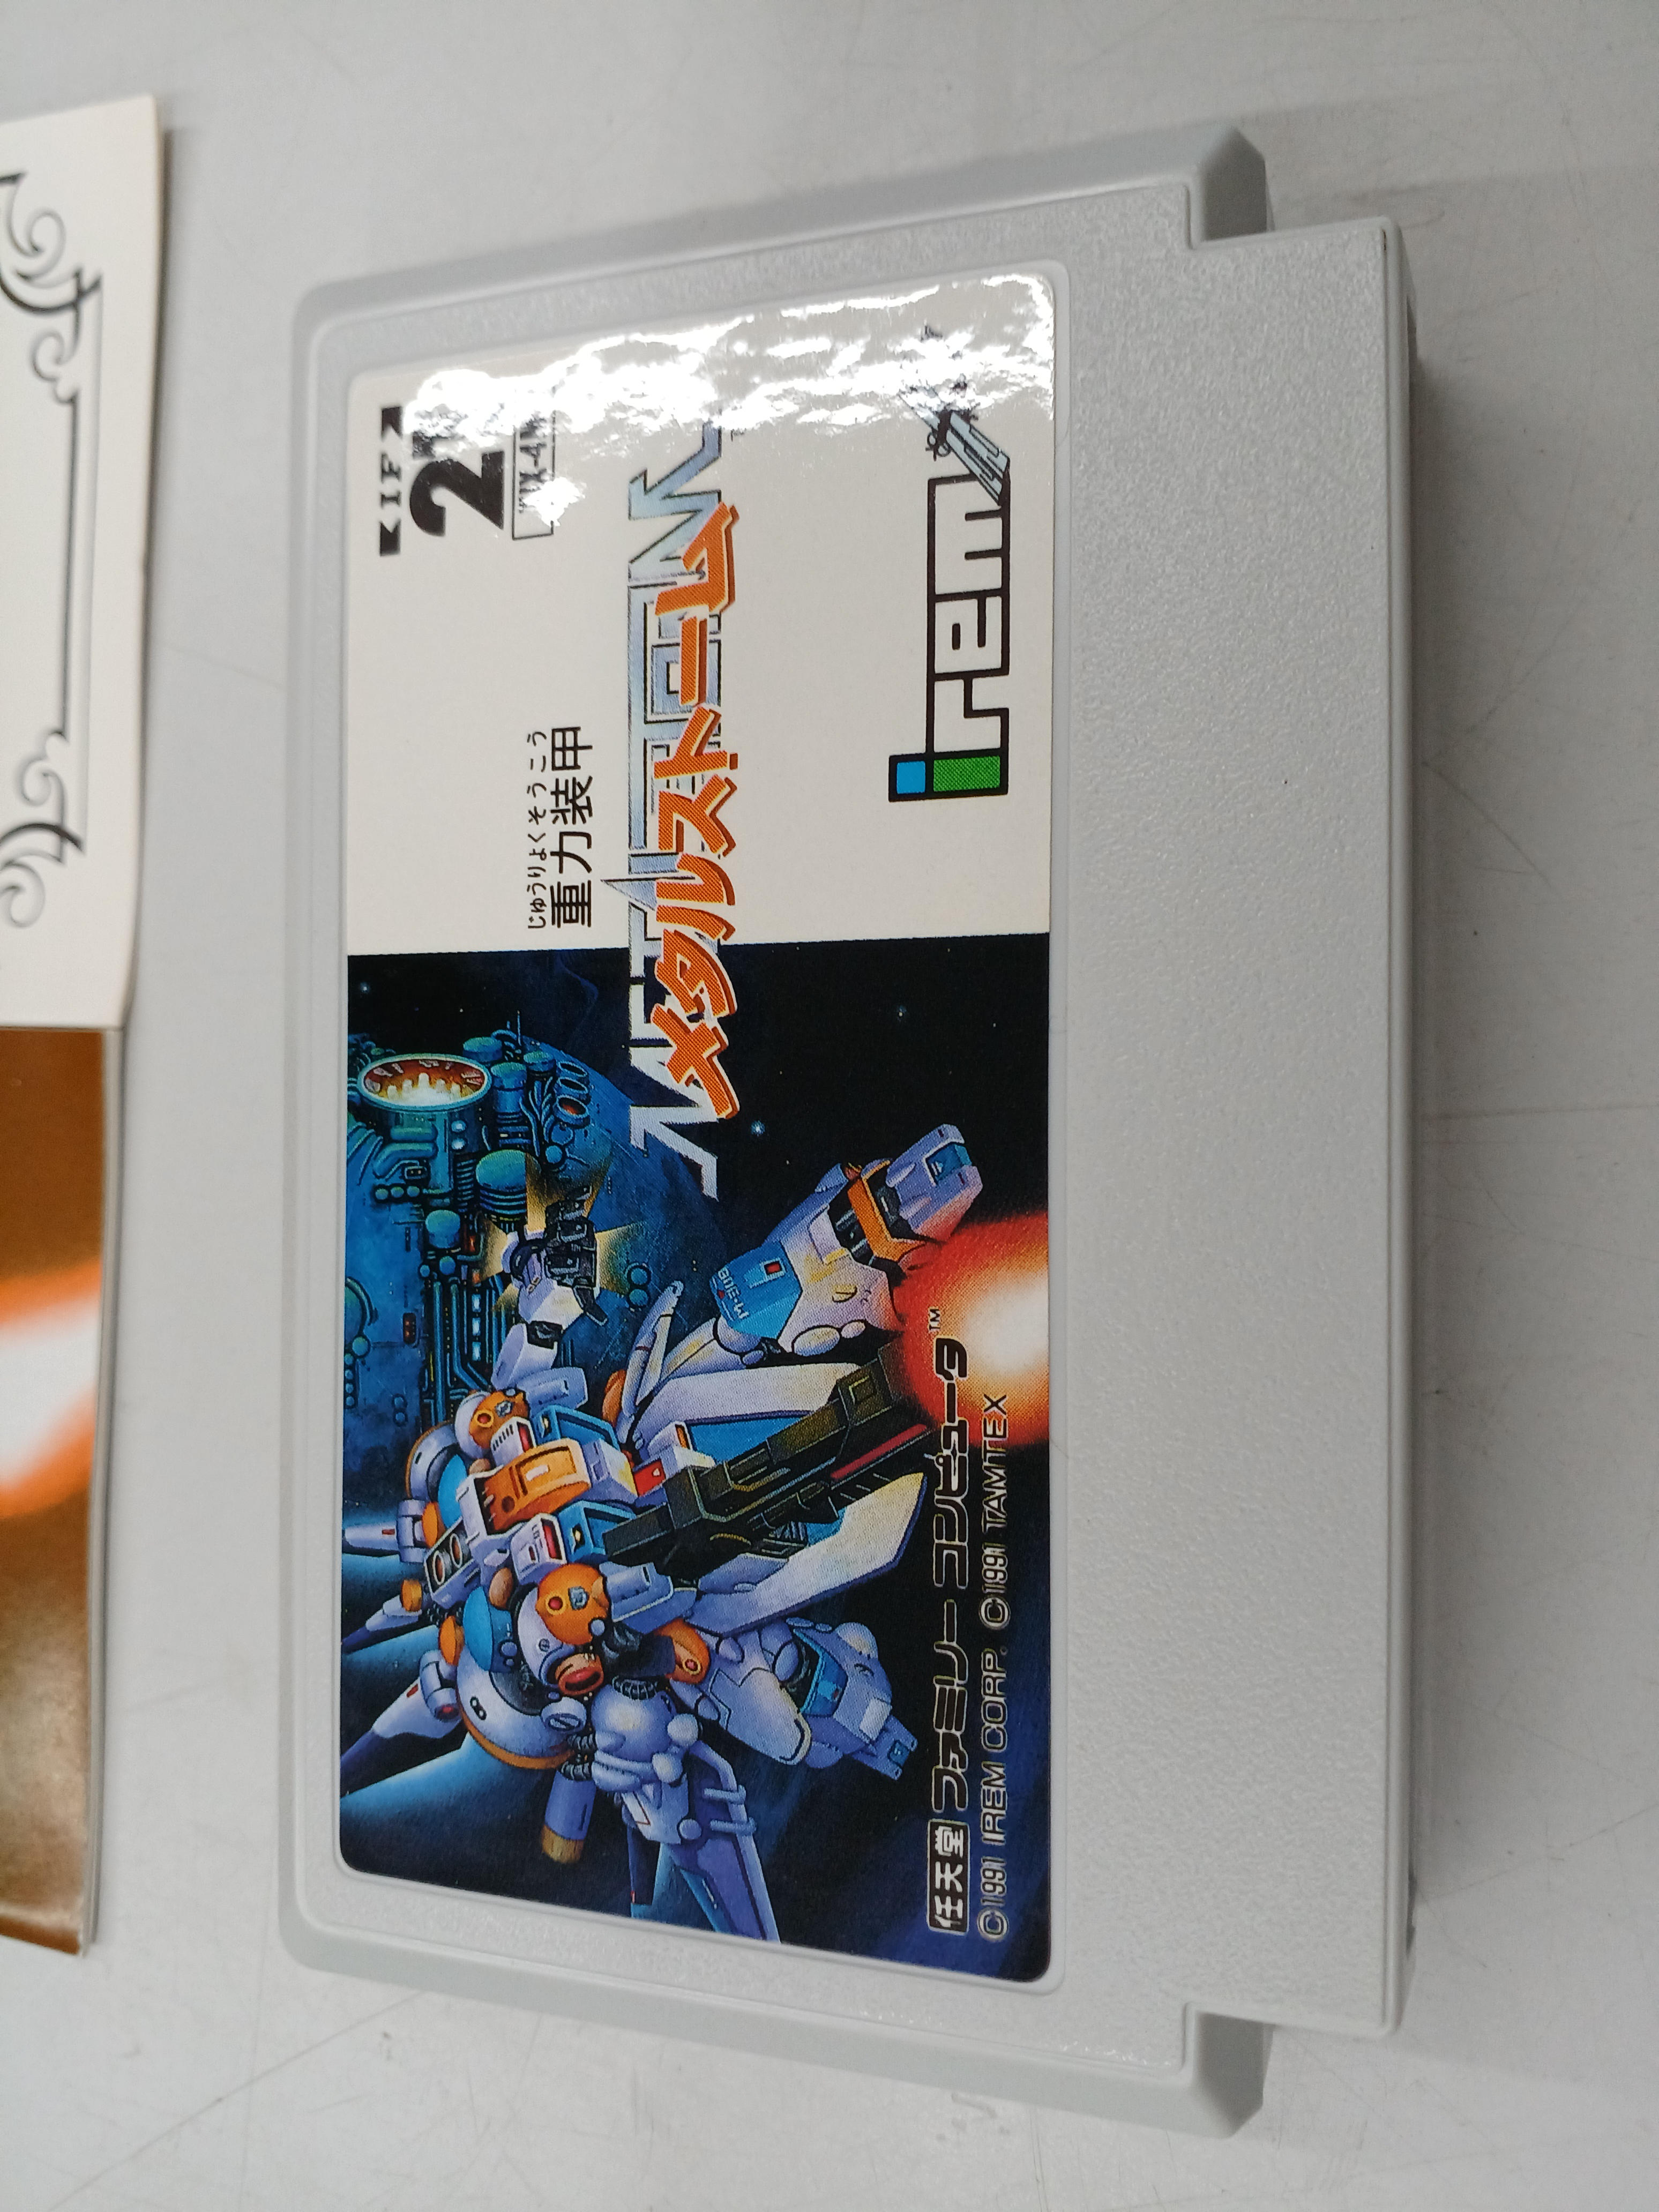 IF
じゅうりょくそうこう
重力装甲
メタルストーム
irem
M-308
任天堂 ファミリー コンピュータ™
©1991 IREM CORP. ©1991 TAMTEX